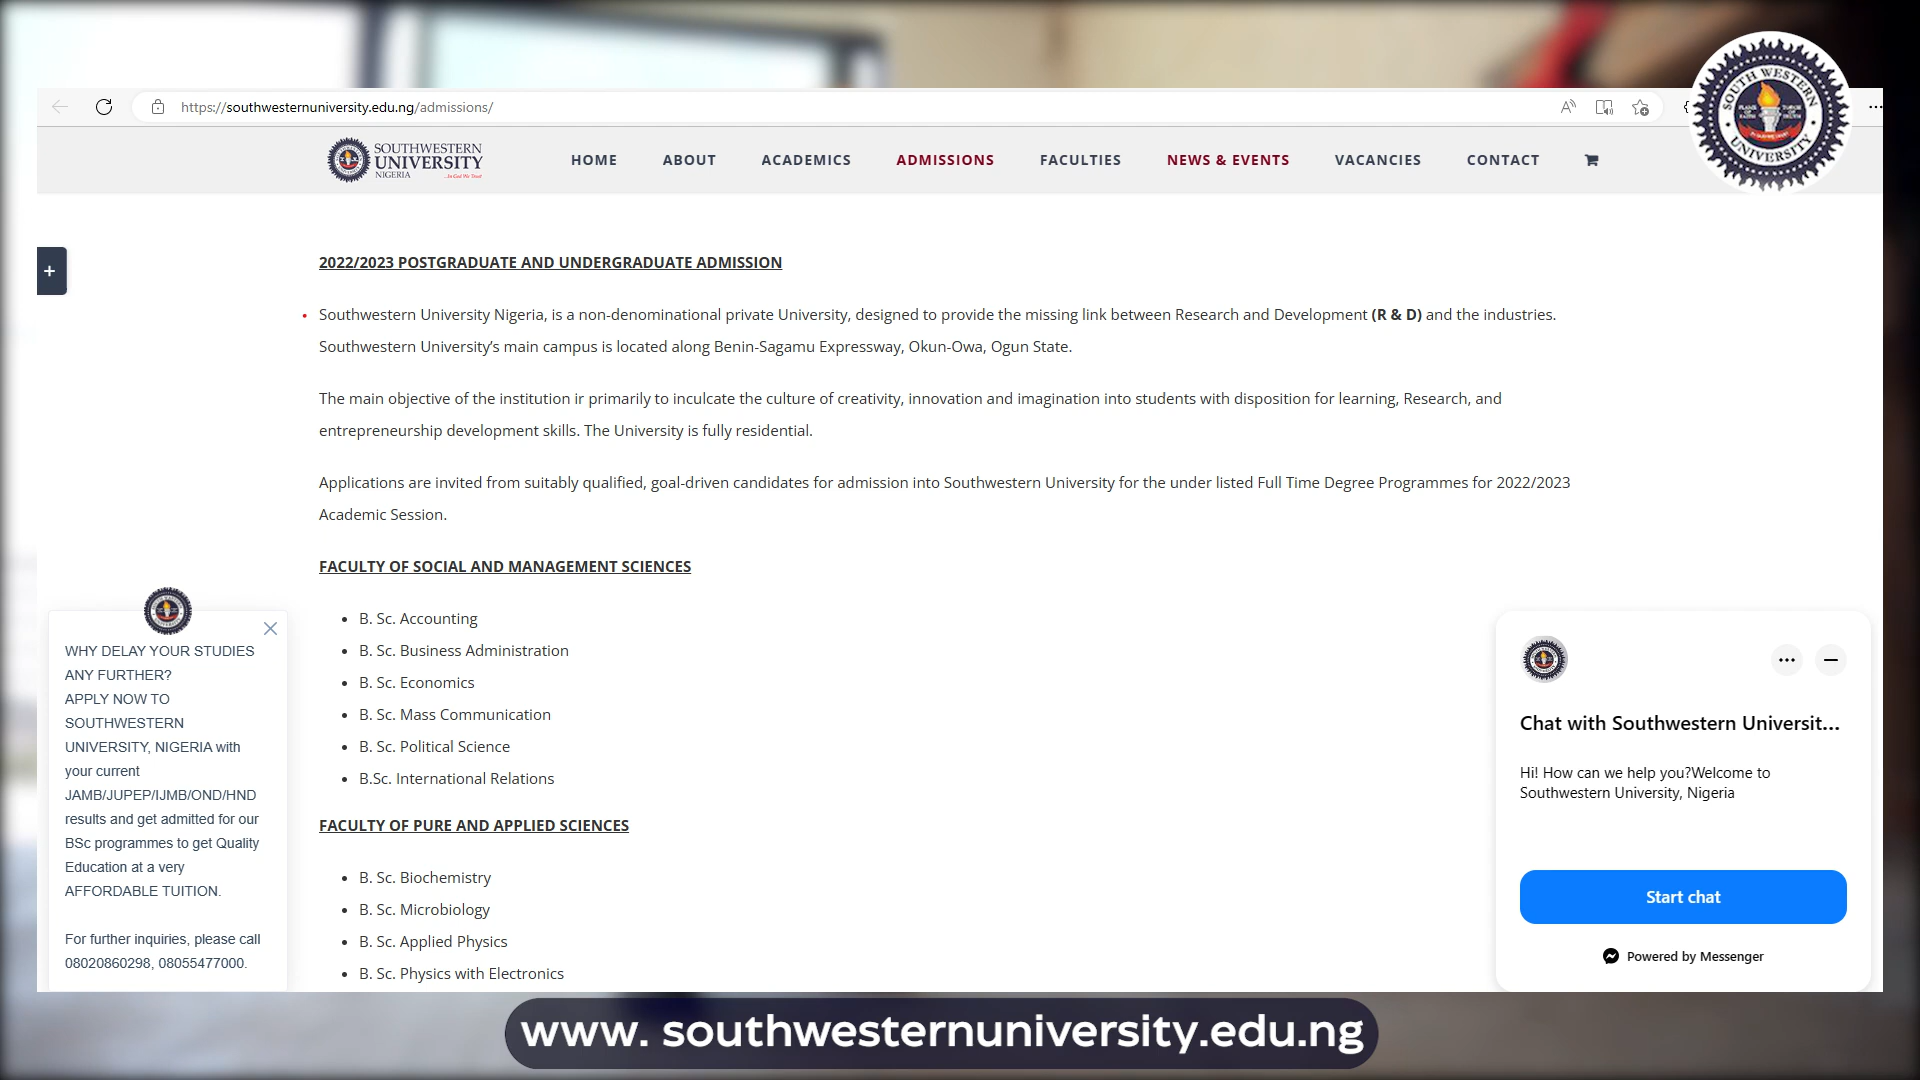 https://southwesternuniversity.edu.ng/admissions/
SOUTHWESTERN
UNIVERSITY
NIGERIA
...In God We Trust
HOME
ABOUT
ACADEMICS
ADMISSIONS
FACULTIES
NEWS & EVENTS
VACANCIES
CONTACT
SOUTH WESTERN
UNIVERSITY
+
2022/2023 POSTGRADUATE AND UNDERGRADUATE ADMISSION
Southwestern University Nigeria, is a non-denominational private University, designed to provide the missing link between Research and Development (R & D) and the industries.
Southwestern University’s main campus is located along Benin-Sagamu Expressway, Okun-Owa, Ogun State.
The main objective of the institution ir primarily to inculcate the culture of creativity, innovation and imagination into students with disposition for learning, Research, and
entrepreneurship development skills. The University is fully residential.
Applications are invited from suitably qualified, goal-driven candidates for admission into Southwestern University for the under listed Full Time Degree Programmes for 2022/2023
Academic Session.
FACULTY OF SOCIAL AND MANAGEMENT SCIENCES
• B. Sc. Accounting
• B. Sc. Business Administration
• B. Sc. Economics
• B. Sc. Mass Communication
• B. Sc. Political Science
• B.Sc. International Relations
FACULTY OF PURE AND APPLIED SCIENCES
• B. Sc. Biochemistry
• B. Sc. Microbiology
• B. Sc. Applied Physics
• B. Sc. Physics with Electronics
WHY DELAY YOUR STUDIES
ANY FURTHER?
APPLY NOW TO
SOUTHWESTERN
UNIVERSITY, NIGERIA with
your current
JAMB/JUPEP/IJMB/OND/HND
results and get admitted for our
BSc programmes to get Quality
Education at a very
AFFORDABLE TUITION.
For further inquiries, please call
08020860298, 08055477000.
Chat with Southwestern Universit...
Hi! How can we help you?Welcome to
Southwestern University, Nigeria
Start chat
Powered by Messenger
www. southwesternuniversity.edu.ng